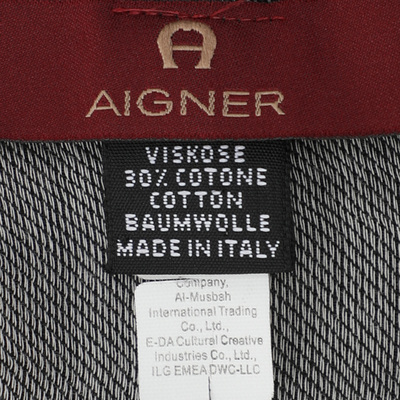 AIGNER
VISKOSE
30% COTONE
COTTON
BAUMWOLLE
MADE IN ITALY
Company,
Al-Musbah
International Trading
Co., Ltd.,
E-DA Cultural Creative
Industries Co., Ltd.,
ILG EMEA DWC-LLC